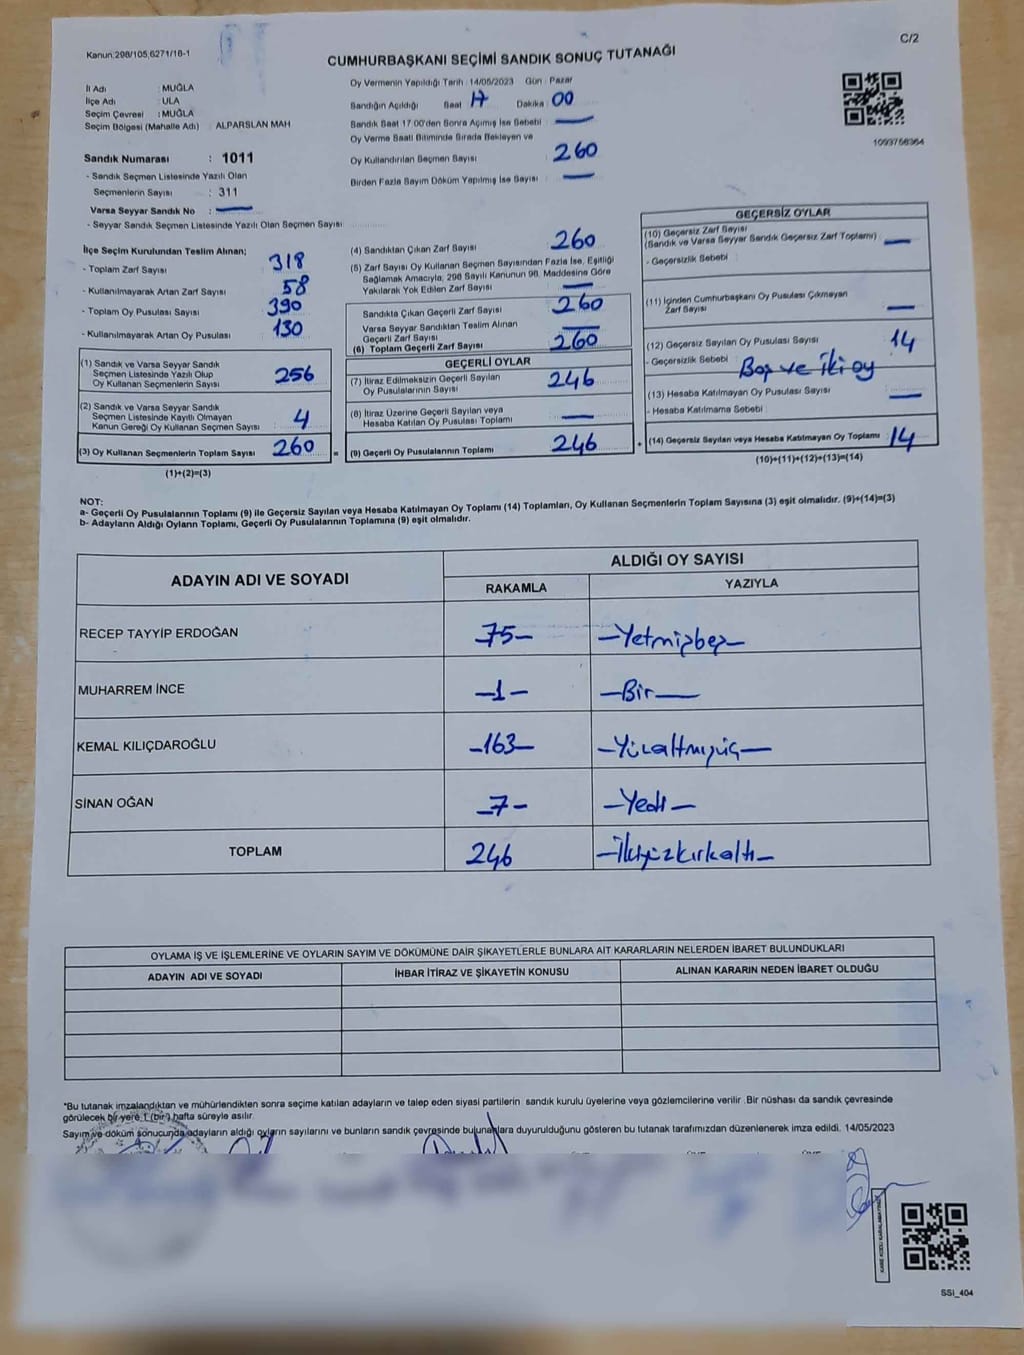 Kanun;298/105,6271/16-1
C/2
CUMHURBAŞKANI SEÇİMİ SANDIK SONUÇ TUTANAĞI
İl Adı : MUĞLA
İlçe Adı : ULA
Seçim Çevresi : MUĞLA
Seçim Bölgesi (Mahalle Adı) : ALPARSLAN MAH
Sandık Numarası : 1011
- Sandık Seçmen Listesinde Yazılı Olan
Seçmenlerin Sayısı : 311
Varsa Seyyar Sandık No : —
- Seyyar Sandık Seçmen Listesinde Yazılı Olan Seçmen Sayısı:
Oy Vermenin Yapıldığı Tarih :14/05/2023 Gün : Pazar
Sandığın Açıldığı Saat 17 Dakika : 00
Sandık Saat 17:00'den Sonra Açımış İse Sebebi : —
Oy Verme Saati Bitiminde Sırada Bekleyen ve
Oy Kullandırılan Seçmen Sayısı : 260
Birden Fazla Sayım Döküm Yapılmış İse Sayısı : —
1093756364
İlçe Seçim Kurulundan Teslim Alınan;
- Toplam Zarf Sayısı : 318
- Kullanılmayarak Artan Zarf Sayısı : 58
- Toplam Oy Pusulası Sayısı : 390
- Kullanılmayarak Artan Oy Pusulası : 130
(1) Sandık ve Varsa Seyyar Sandık
Seçmen Listesinde Yazılı Olup
Oy Kullanan Seçmenlerin Sayısı : 256
(2) Sandık ve Varsa Seyyar Sandık
Seçmen Listesinde Kayıtlı Olmayan
Kanun Gereği Oy Kullanan Seçmen Sayısı : 4
(3) Oy Kullanan Seçmenlerin Toplam Sayısı : 260 =
(1)+(2)=(3)
(4) Sandıktan Çıkan Zarf Sayısı : 260
(5) Zarf Sayısı Oy Kullanan Seçmen Sayısından Fazla İse, Eşitliği
Sağlamak Amacıyla; 298 Sayılı Kanunun 98. Maddesine Göre
Yakılarak Yok Edilen Zarf Sayısı : —
Sandıkta Çıkan Geçerli Zarf Sayısı : 260
Varsa Seyyar Sandıktan Teslim Alınan
Geçerli Zarf Sayısı : —
(6) Toplam Geçerli Zarf Sayısı : 260
GEÇERLİ OYLAR
(7) İtiraz Edilmeksizin Geçerli Sayılan
Oy Pusulalarının Sayısı : 246
(8) İtiraz Üzerine Geçerli Sayılan veya
Hesaba Katılan Oy Pusulası Toplamı : —
(9) Geçerli Oy Pusulalarının Toplamı : 246 +
GEÇERSİZ OYLAR
(10) Geçersiz Zarf Sayısı
(Sandık ve Varsa Seyyar Sandık Geçersiz Zarf Toplamı) : —
- Geçersizlik Sebebi :
(11) İçinden Cumhurbaşkanı Oy Pusulası Çıkmayan
Zarf Sayısı : —
(12) Geçersiz Sayılan Oy Pusulası Sayısı : 14
- Geçersizlik Sebebi : Boş ve İki oy
(13) Hesaba Katılmayan Oy Pusulası Sayısı : —
- Hesaba Katılmama Sebebi :
(14) Geçersiz Sayılan veya Hesaba Katılmayan Oy Toplamı : 14
(10)+(11)+(12)+(13)=(14)
NOT:
a- Geçerli Oy Pusulalarının Toplamı (9) ile Geçersiz Sayılan veya Hesaba Katılmayan Oy Toplamı (14) Toplamları, Oy Kullanan Seçmenlerin Toplam Sayısına (3) eşit olmalıdır. (9)+(14)=(3)
b- Adayların Aldığı Oyların Toplamı, Geçerli Oy Pusulalarının Toplamına (9) eşit olmalıdır.
ADAYIN ADI VE SOYADI
ALDIĞI OY SAYISI
RAKAMLA YAZIYLA
RECEP TAYYİP ERDOĞAN —75— —Yetmişbeş—
MUHARREM İNCE —1— —Bir—
KEMAL KILIÇDAROĞLU —163— —Yüzaltmışüç—
SİNAN OĞAN —7— —Yedi—
TOPLAM 246 —İkiyüzkırkaltı—
OYLAMA İŞ VE İŞLEMLERİNE VE OYLARIN SAYIM VE DÖKÜMÜNE DAİR ŞİKAYETLERLE BUNLARA AİT KARARLARIN NELERDEN İBARET BULUNDUKLARI
ADAYIN ADI VE SOYADI İHBAR İTİRAZ VE ŞİKAYETİN KONUSU ALINAN KARARIN NEDEN İBARET OLDUĞU
*Bu tutanak imzalandıktan ve mühürlendikten sonra seçime katılan adayların ve talep eden siyasi partilerin sandık kurulu üyelerine veya gözlemcilerine verilir. Bir nüshası da sandık çevresinde
görülecek bir yere 1 (bir) hafta süreyle asılır.
Sayım ve döküm sonucunda adayların aldığı oyların sayılarını ve bunların sandık çevresinde bulunanlara duyurulduğunu gösteren bu tutanak tarafımızdan düzenlenerek imza edildi. 14/05/2023
KARE KODU KARALAMAYINIZ
SSI_404